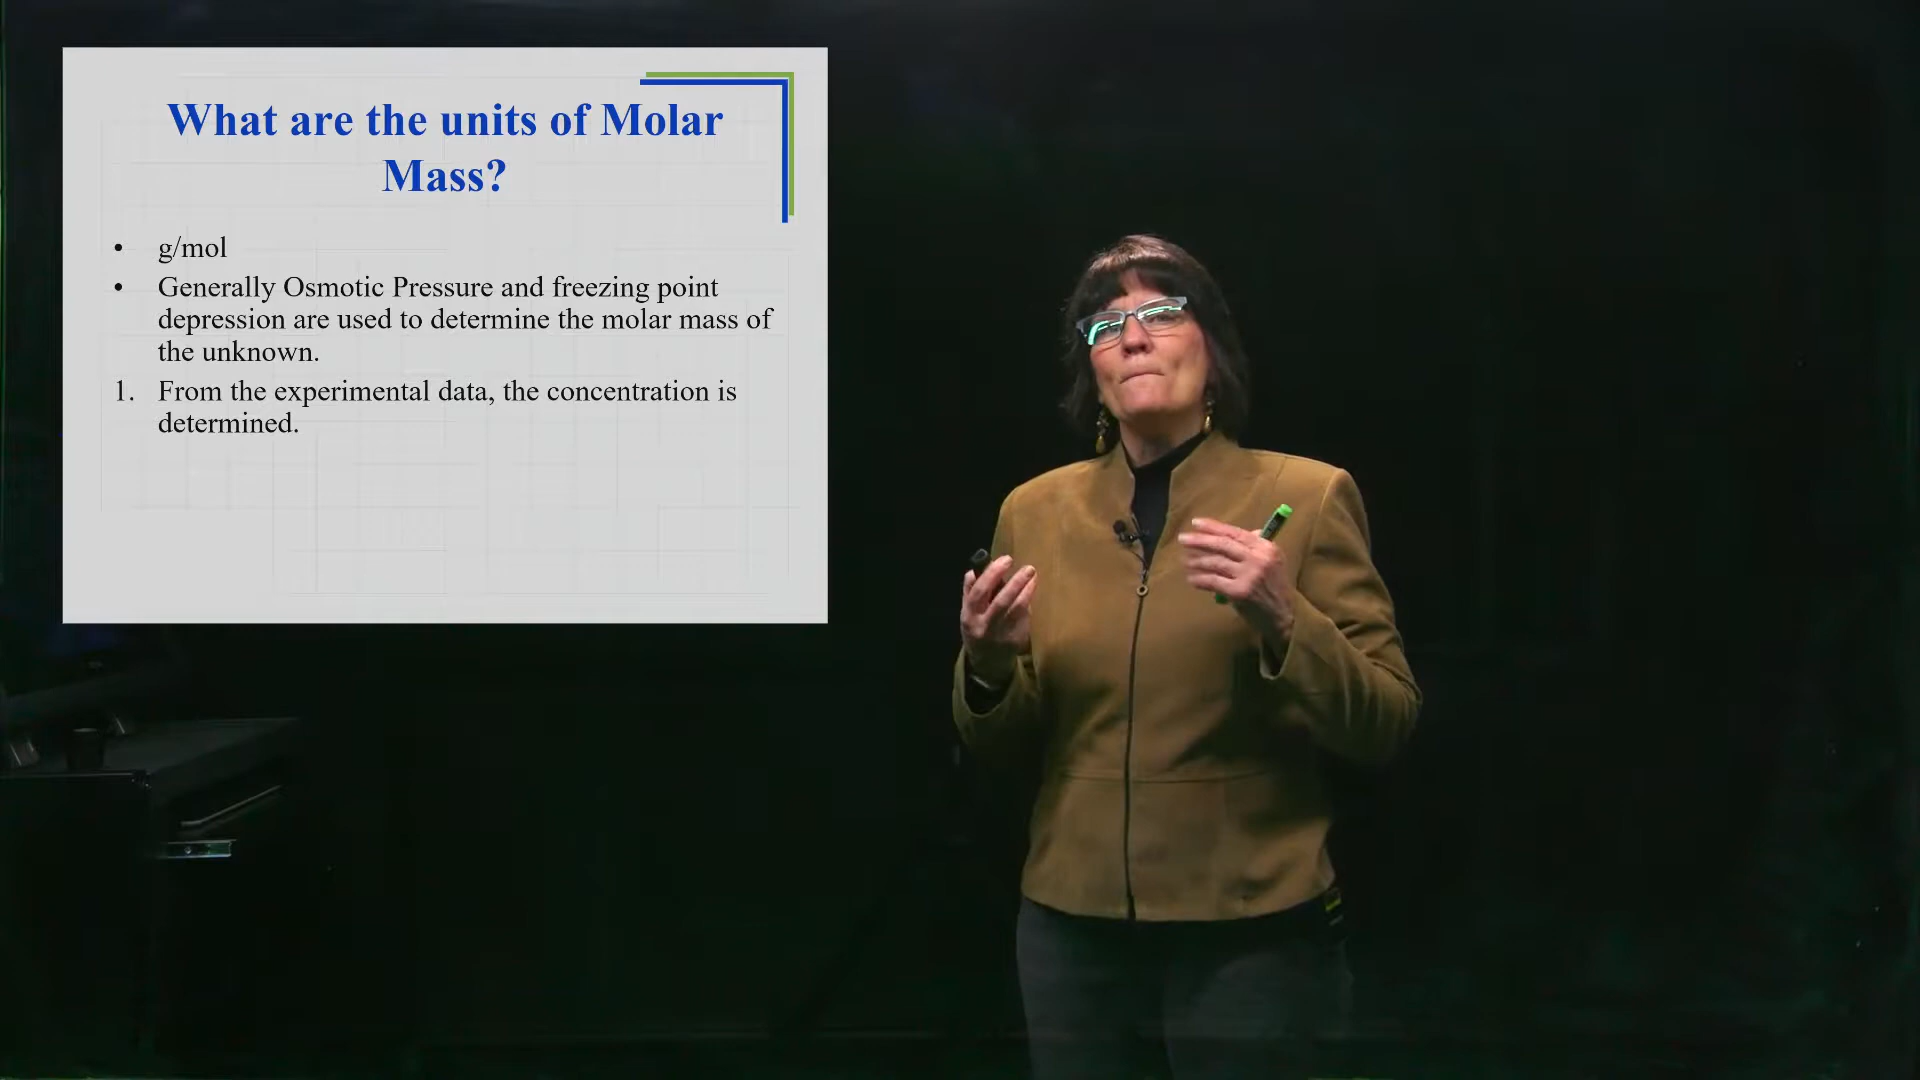 What are the units of Molar
Mass?
• g/mol
• Generally Osmotic Pressure and freezing point
depression are used to determine the molar mass of
the unknown.
1. From the experimental data, the concentration is
determined.